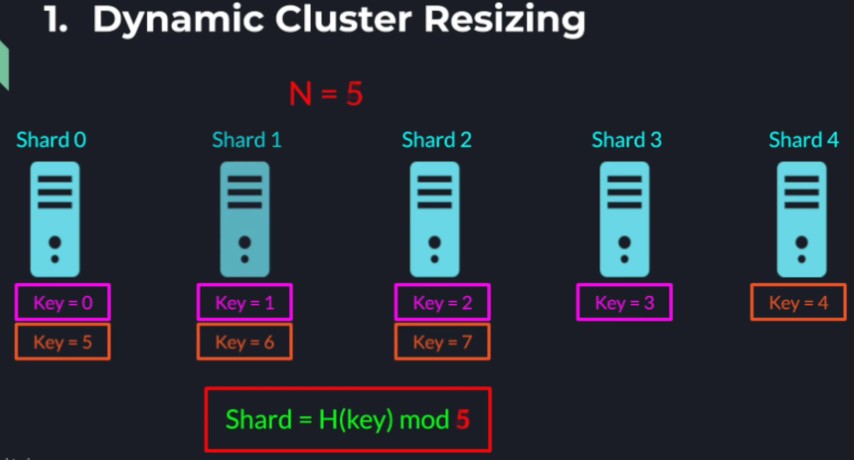 1. Dynamic Cluster Resizing
N = 5
Shard 0
Shard 1
Shard 2
Shard 3
Shard 4
Key = 0
Key = 1
Key = 2
Key = 3
Key = 4
Key = 5
Key = 6
Key = 7
Shard = H(key) mod 5